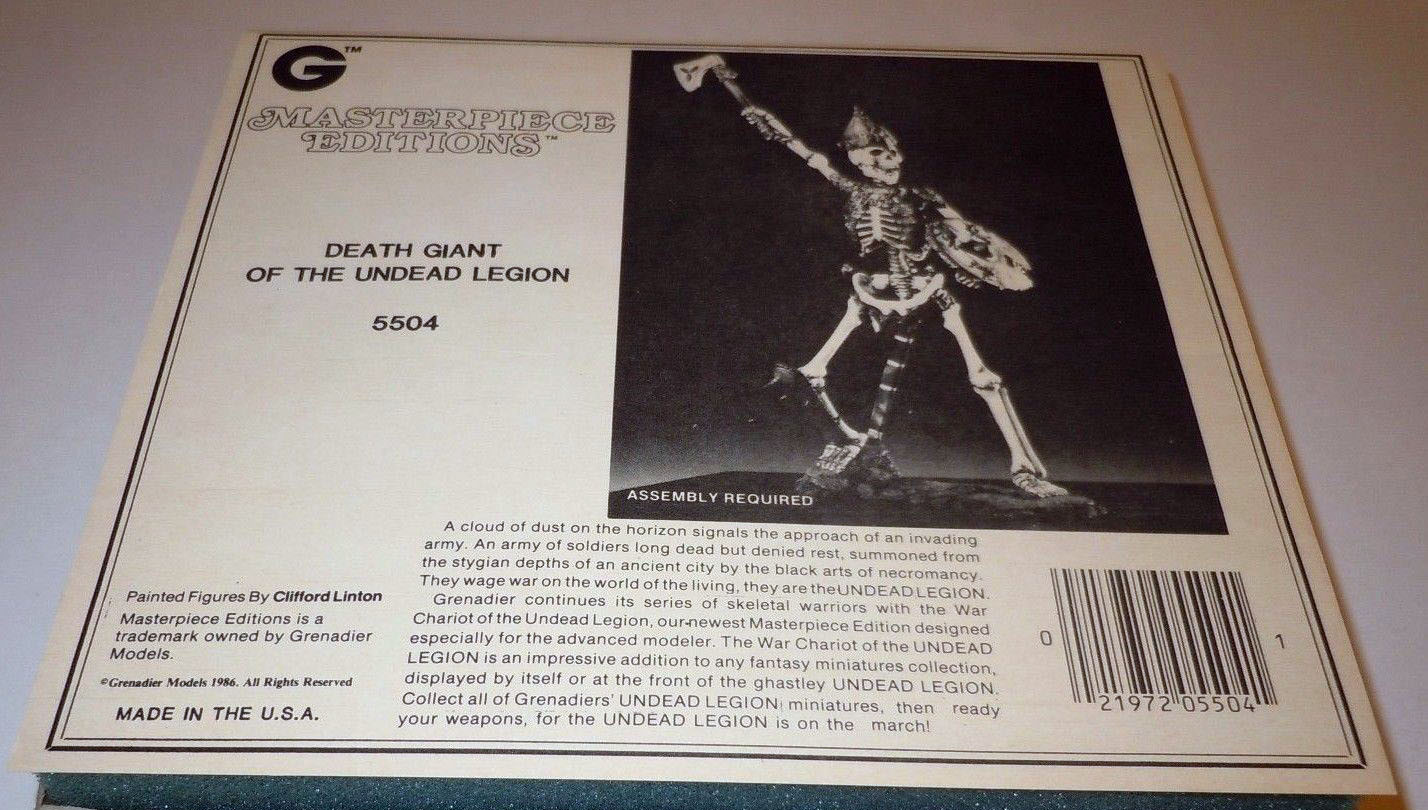 G™
MASTERPIECE
EDITIONS™
DEATH GIANT
OF THE UNDEAD LEGION
5504
ASSEMBLY REQUIRED
A cloud of dust on the horizon signals the approach of an invading
army. An army of soldiers long dead but denied rest, summoned from
the stygian depths of an ancient city by the black arts of necromancy.
They wage war on the world of the living, they are theUNDEAD LEGION.
Grenadier continues its series of skeletal warriors with the War
Chariot of the Undead Legion, our newest Masterpiece Edition designed
especially for the advanced modeler. The War Chariot of the UNDEAD
LEGION is an impressive addition to any fantasy miniatures collection,
displayed by itself or at the front of the ghastley UNDEAD LEGION.
Collect all of Grenadiers' UNDEAD LEGION miniatures, then ready
your weapons, for the UNDEAD LEGION is on the march!
Painted Figures By Clifford Linton
Masterpiece Editions is a
trademark owned by Grenadier
Models.
©Grenadier Models 1986. All Rights Reserved
MADE IN THE U.S.A.
0 21972 05504 1